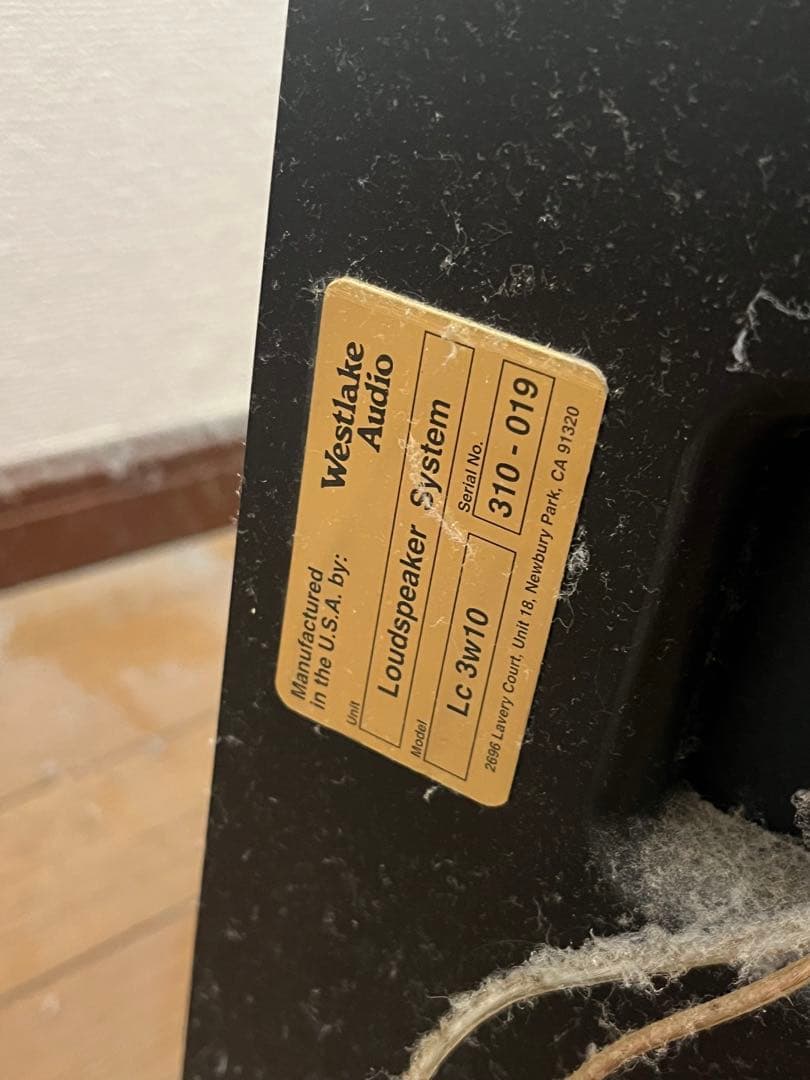 Manufactured
in the U.S.A. by:
Westlake
Audio
Unit
Loudspeaker System
Model
Lc 3w10
Serial No.
310 - 019
2696 Lavery Court, Unit 18, Newbury Park, CA 91320